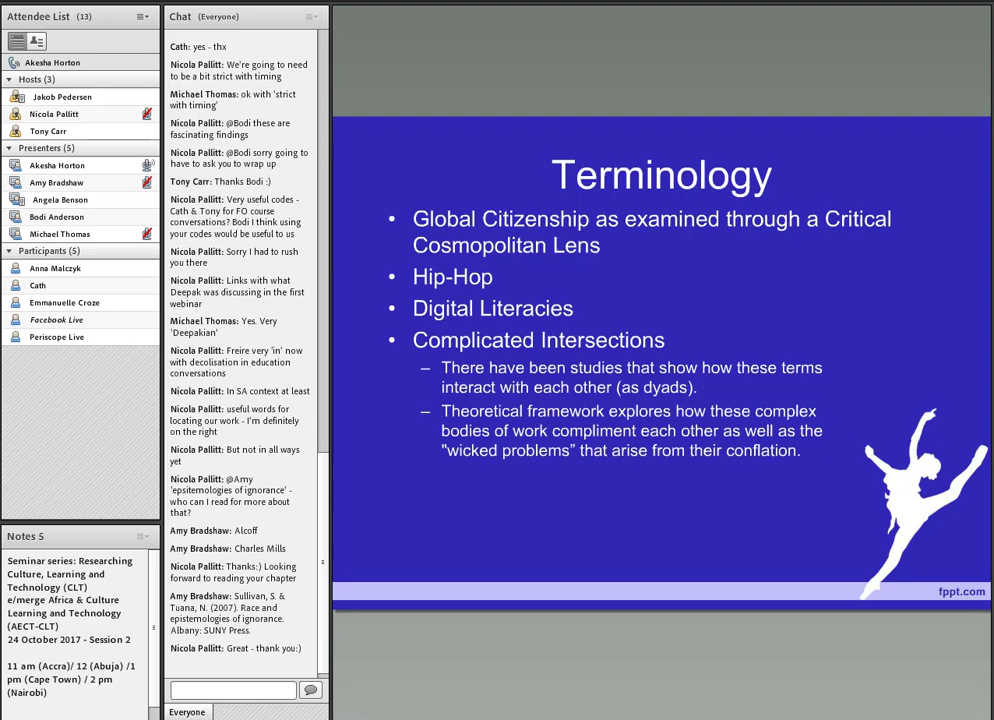 Attendee List (13)
Akesha Horton
Hosts (3)
Jakob Pedersen
Nicola Pallitt
Tony Carr
Presenters (5)
Akesha Horton
Amy Bradshaw
Angela Benson
Bodi Anderson
Michael Thomas
Participants (5)
Anna Malczyk
Cath
Emmanuelle Croze
Facebook Live
Periscope Live
Notes 5
Seminar series: Researching
Culture, Learning and
Technology (CLT)
e/merge Africa & Culture
Learning and Technology
(AECT-CLT)
24 October 2017 - Session 2
11 am (Accra)/ 12 (Abuja) /1
pm (Cape Town) / 2 pm
(Nairobi)
Chat (Everyone)
Cath: yes - thx
Nicola Pallitt: We're going to need
to be a bit strict with timing
Michael Thomas: ok with 'strict
with timing'
Nicola Pallitt: @Bodi these are
fascinating findings
Nicola Pallitt: @Bodi sorry going to
have to ask you to wrap up
Tony Carr: Thanks Bodi :)
Nicola Pallitt: Very useful codes -
Cath & Tony for FO course
conversations? Bodi I think using
your codes would be useful to us
Nicola Pallitt: Sorry I had to rush
you there
Nicola Pallitt: Links with what
Deepak was discussing in the first
webinar
Michael Thomas: Yes. Very
'Deepakian'
Nicola Pallitt: Freire very 'in' now
with decolisation in education
conversations
Nicola Pallitt: In SA context at least
Nicola Pallitt: useful words for
locating our work - I'm definitely
on the right
Nicola Pallitt: But not in all ways
yet
Nicola Pallitt: @Amy
'epistemologies of ignorance' -
who can I read for more about
that?
Amy Bradshaw: Alcoff
Amy Bradshaw: Charles Mills
Nicola Pallitt: Thanks:) Looking
forward to reading your chapter
Amy Bradshaw: Sullivan, S. &
Tuana, N. (2007). Race and
epistemologies of ignorance.
Albany: SUNY Press.
Nicola Pallitt: Great - thank you:)
Everyone
Terminology
• Global Citizenship as examined through a Critical
Cosmopolitan Lens
• Hip-Hop
• Digital Literacies
• Complicated Intersections
– There have been studies that show how these terms
interact with each other (as dyads).
– Theoretical framework explores how these complex
bodies of work compliment each other as well as the
"wicked problems” that arise from their conflation.
fppt.com